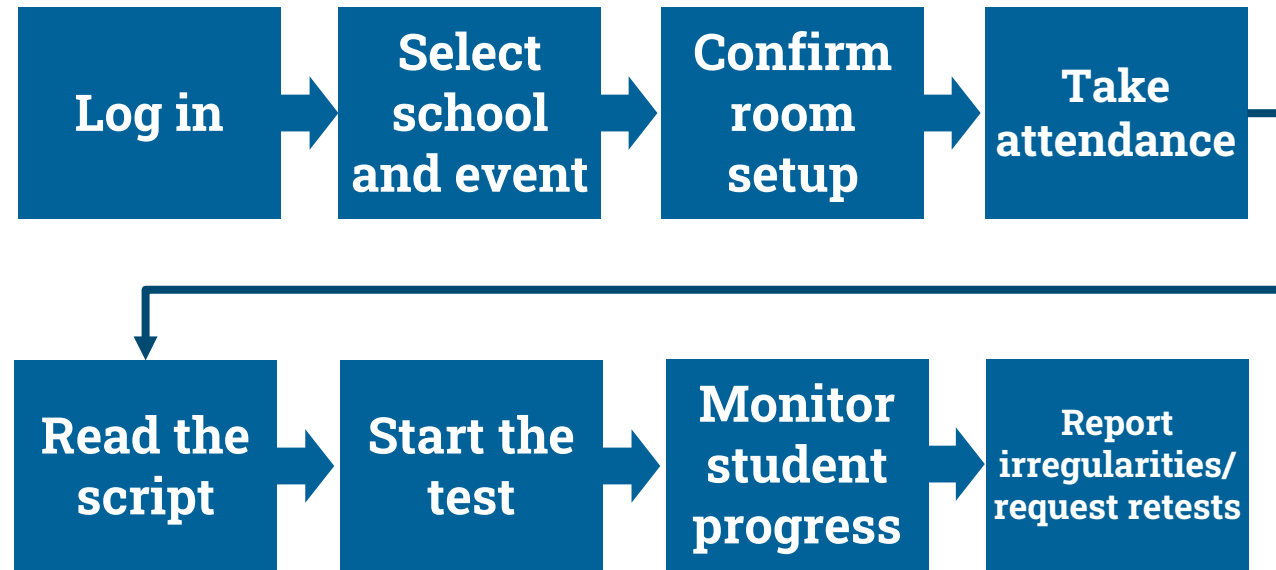 Log in
Select
school
and event
Confirm
room
setup
Take
attendance
Read the
script
Start the
test
Monitor
student
progress
Report
irregularities/
request retests